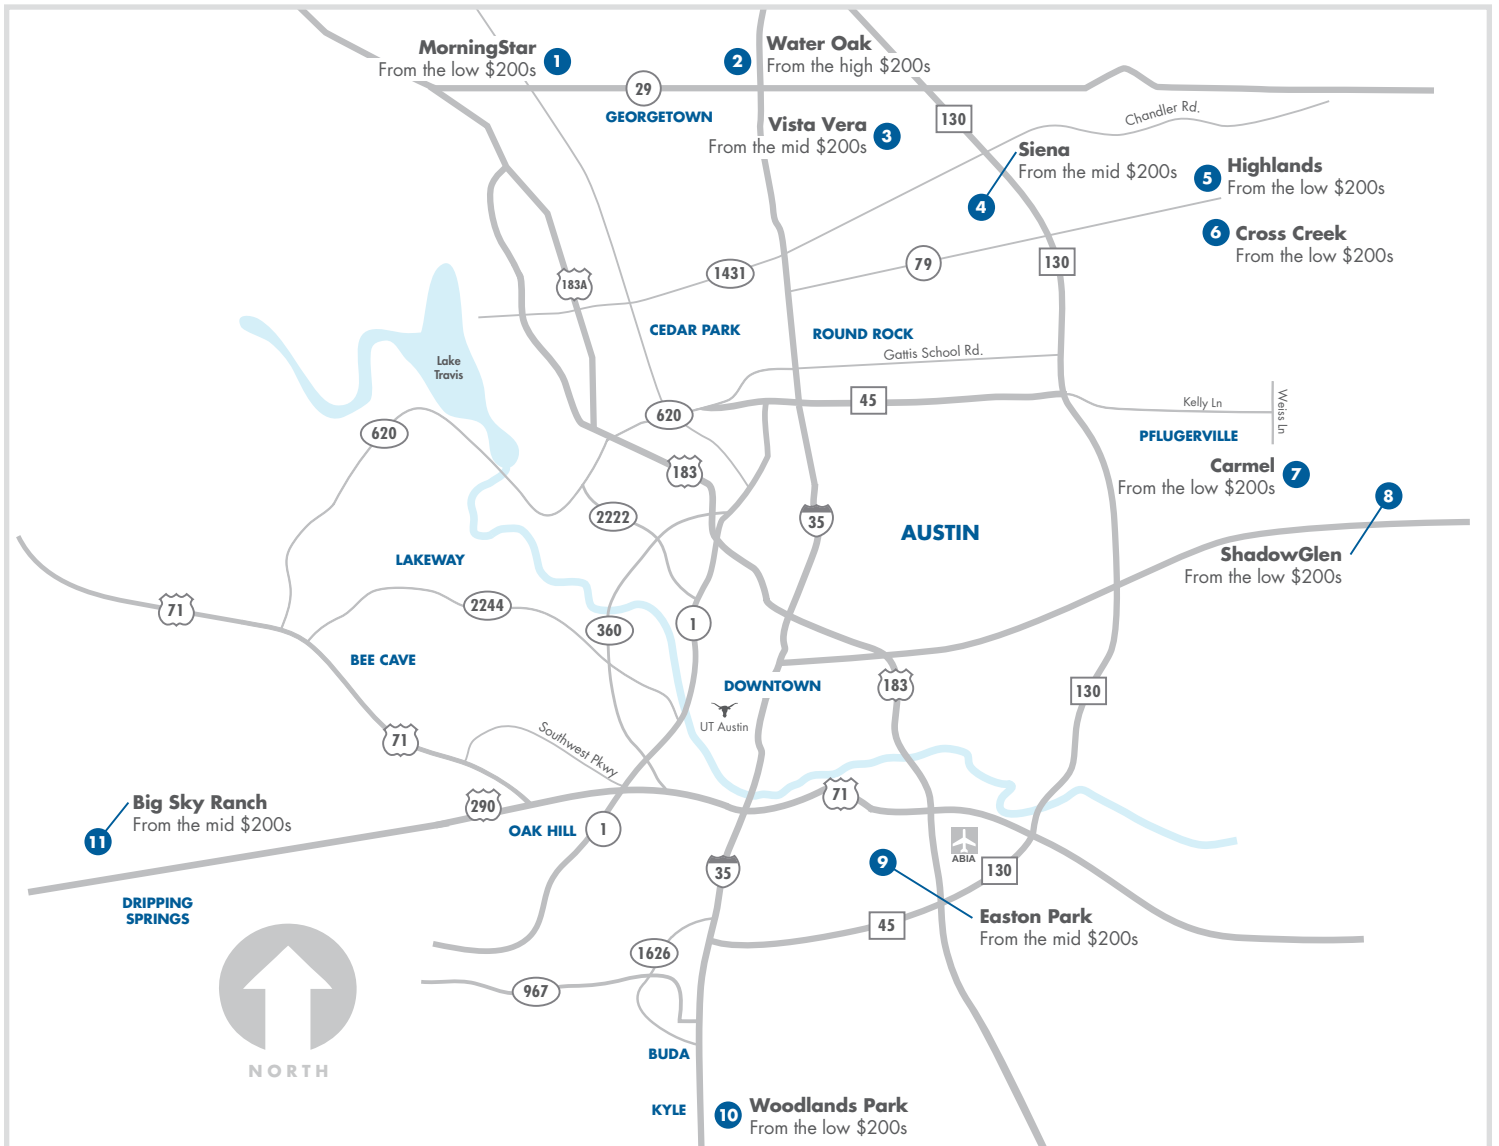 MorningStar
From the low $200s
1
2
Water Oak
From the high $200s
29
GEORGETOWN
Vista Vera
From the mid $200s
3
130
Chandler Rd.
Siena
From the mid $200s
4
5
Highlands
From the low $200s
6
Cross Creek
From the low $200s
183A
1431
79
130
CEDAR PARK
ROUND ROCK
Gattis School Rd.
Lake
Travis
620
620
45
Kelly Ln
Weiss Ln
PFLUGERVILLE
183
Carmel
From the low $200s
7
8
2222
35
AUSTIN
ShadowGlen
From the low $200s
LAKEWAY
71
2244
360
1
BEE CAVE
DOWNTOWN
183
130
UT Austin
71
Southwest Pkwy
290
71
Big Sky Ranch
From the mid $200s
11
OAK HILL
1
ABIA
130
35
9
Easton Park
From the mid $200s
45
DRIPPING
SPRINGS
1626
967
NORTH
BUDA
KYLE
10
Woodlands Park
From the low $200s